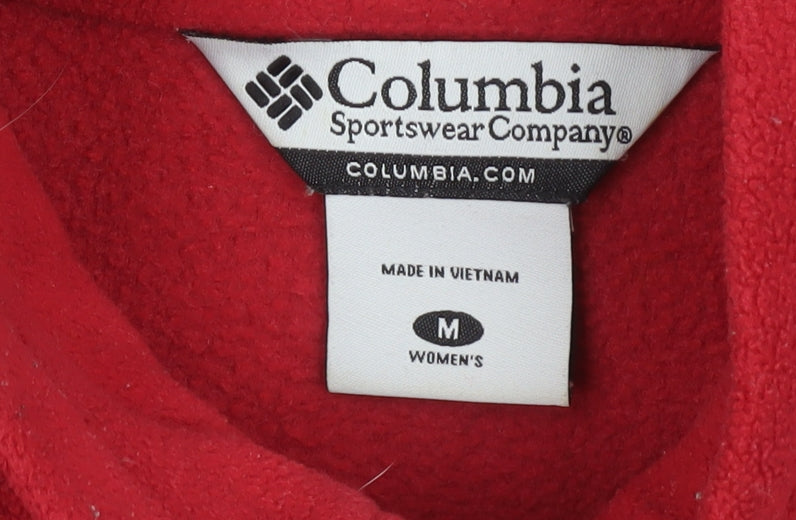 Columbia
Sportswear Company®
COLUMBIA.COM
MADE IN VIETNAM
M
WOMEN'S